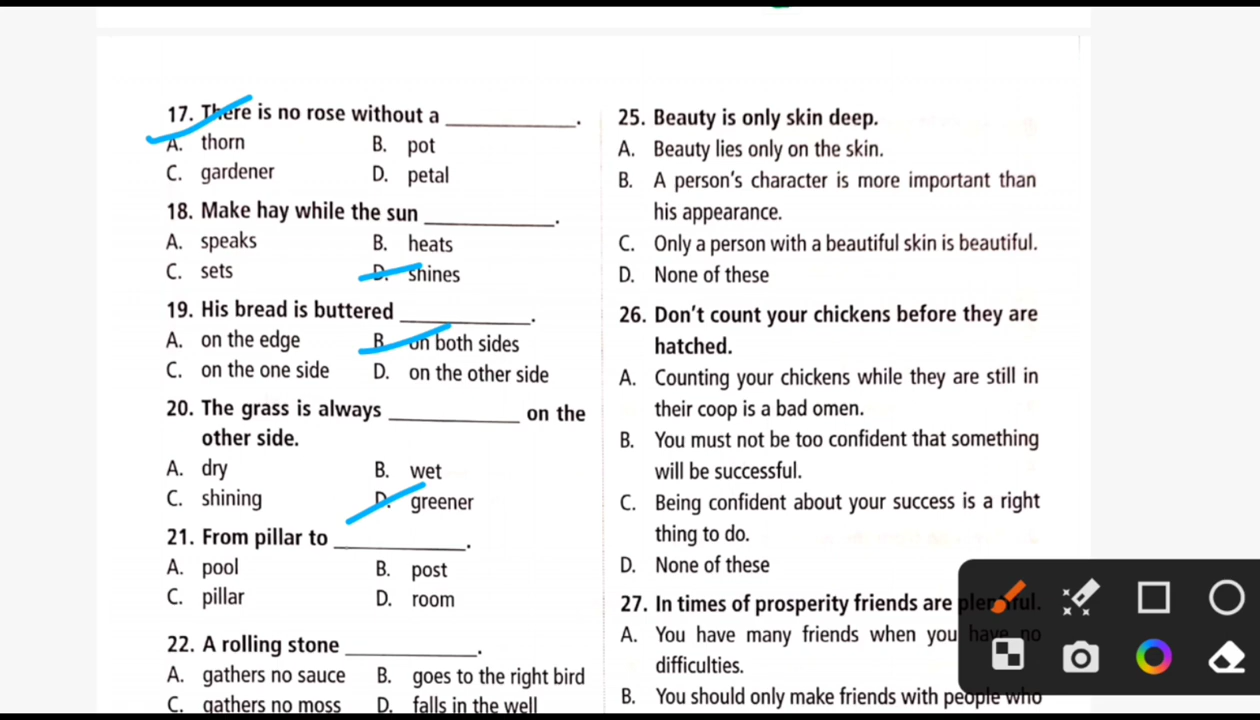 17. There is no rose without a ____________.
A. thorn B. pot
C. gardener D. petal
18. Make hay while the sun ____________.
A. speaks B. heats
C. sets D. shines
19. His bread is buttered ____________.
A. on the edge B. on both sides
C. on the one side D. on the other side
20. The grass is always ____________ on the
other side.
A. dry B. wet
C. shining D. greener
21. From pillar to ____________.
A. pool B. post
C. pillar D. room
22. A rolling stone ____________.
A. gathers no sauce B. goes to the right bird
C. gathers no moss D. falls in the well
25. Beauty is only skin deep.
A. Beauty lies only on the skin.
B. A person's character is more important than
his appearance.
C. Only a person with a beautiful skin is beautiful.
D. None of these
26. Don't count your chickens before they are
hatched.
A. Counting your chickens while they are still in
their coop is a bad omen.
B. You must not be too confident that something
will be successful.
C. Being confident about your success is a right
thing to do.
D. None of these
27. In times of prosperity friends are plentiful.
A. You have many friends when you have no
difficulties.
B. You should only make friends with people who